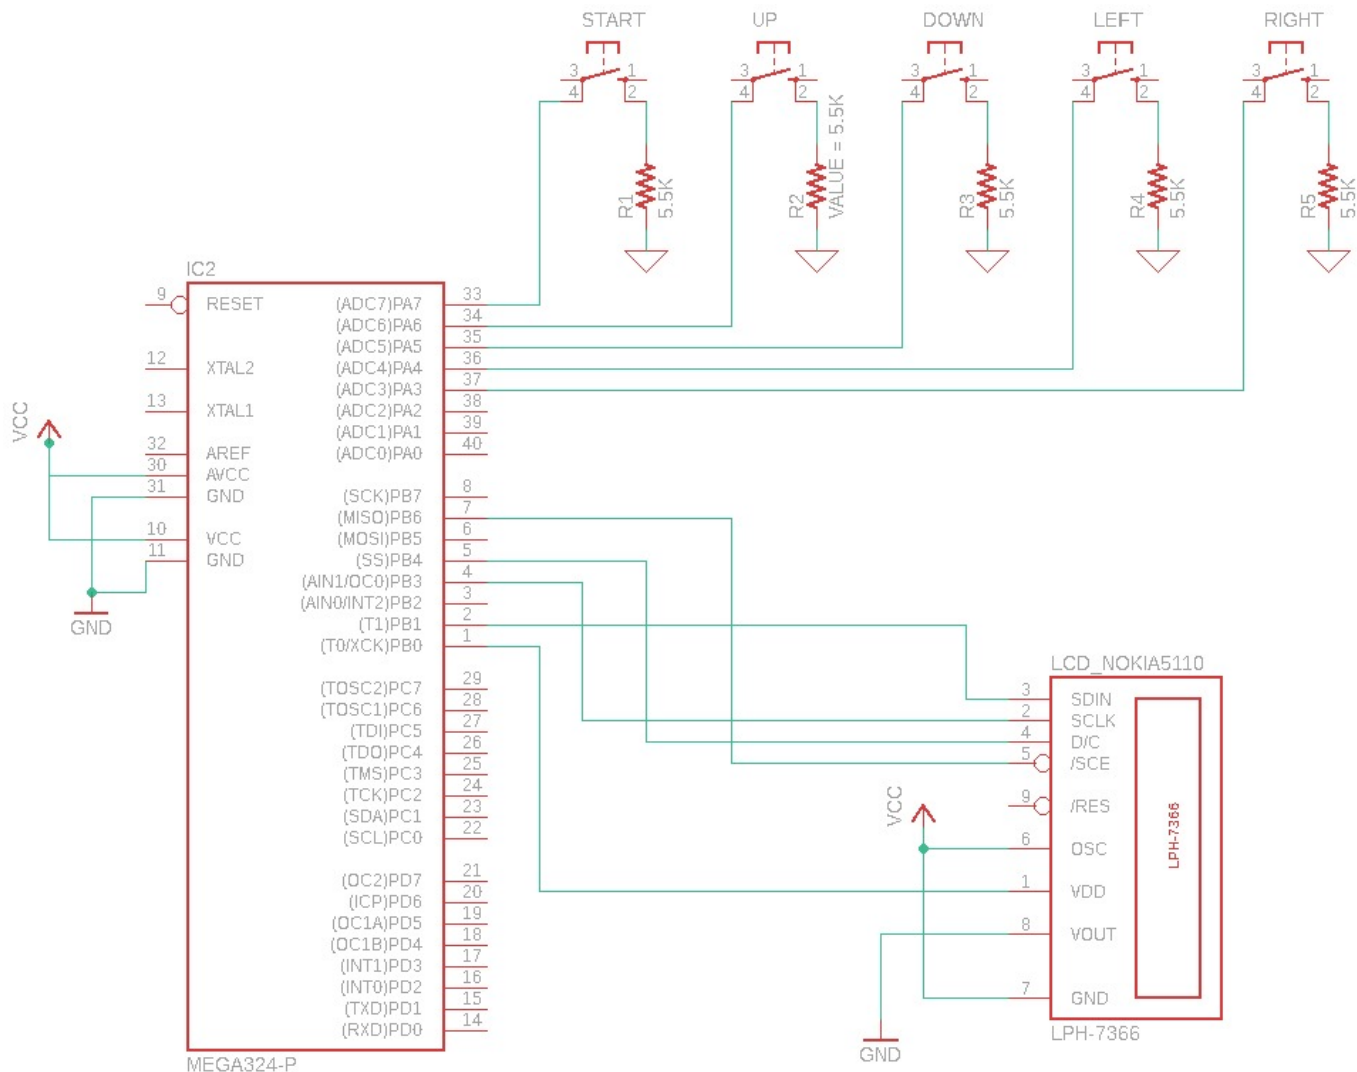 START UP DOWN LEFT RIGHT
3 1 3 1 3 1 3 1 3 1
4 2 4 2 4 2 4 2 4 2
R1 5.5K R2 VALUE = 5.5K R3 5.5K R4 5.5K R5 5.5K
IC2
9 RESET (ADC7)PA7 33
(ADC6)PA6 34
(ADC5)PA5 35
12 XTAL2 (ADC4)PA4 36
(ADC3)PA3 37
13 XTAL1 (ADC2)PA2 38
(ADC1)PA1 39
VCC
32 AREF (ADC0)PA0 40
30 AVCC
31 GND (SCK)PB7 8
(MISO)PB6 7
10 VCC (MOSI)PB5 6
11 GND (SS)PB4 5
(AIN1/OC0)PB3 4
(AIN0/INT2)PB2 3
GND (T1)PB1 2
(T0/XCK)PB0 1
LCD_NOKIA5110
(TOSC2)PC7 29
3 SDIN
(TOSC1)PC6 28
2 SCLK
(TDI)PC5 27
4 D/C
(TDO)PC4 26
5 /SCE
(TMS)PC3 25
(TCK)PC2 24
VCC 9 /RES
(SDA)PC1 23
(SCL)PC0 22
LPH-7366
6 OSC
(OC2)PD7 21
1 VDD
(ICP)PD6 20
(OC1A)PD5 19
8 VOUT
(OC1B)PD4 18
(INT1)PD3 17
(INT0)PD2 16
7 GND
(TXD)PD1 15
(RXD)PD0 14
LPH-7366
GND
MEGA324-P